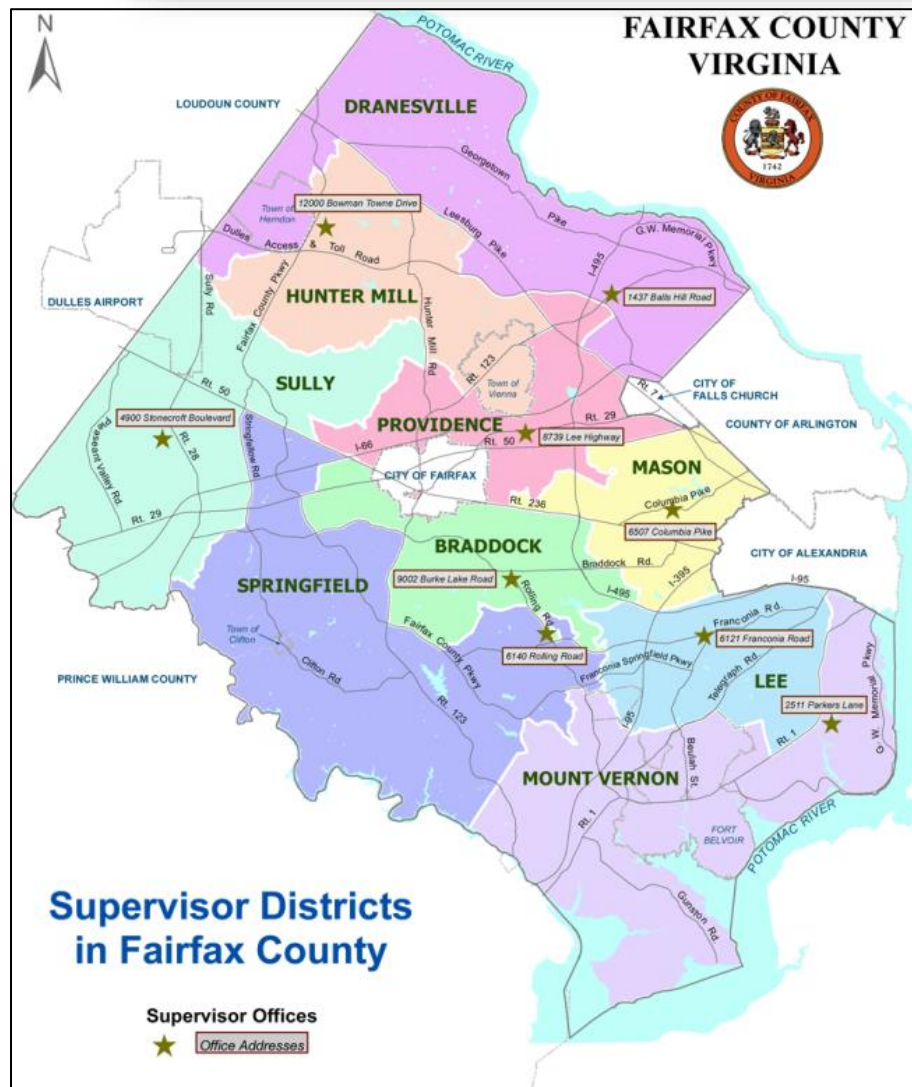 N
FAIRFAX COUNTY
VIRGINIA
COUNTY OF FAIRFAX
1742
VIRGINIA
POTOMAC RIVER
LOUDOUN COUNTY
DRANESVILLE
Georgetown
Pike
G.W. Memorial Pkwy
Leesburg
Pike
I-495
Town of
Herndon
12000 Bowman Towne Drive
Dulles Access & Toll Road
1437 Balls Hill Road
DULLES AIRPORT
Sully Rd
Fairfax County Pkwy
HUNTER MILL
Hunter Mill Rd
Rt. 123
Town of
Vienna
Rt. 7
CITY OF
FALLS CHURCH
COUNTY OF ARLINGTON
Rt. 50
SULLY
4900 Stonecroft Boulevard
Pleasant Valley Rd.
Rt. 28
Stringfellow Rd.
PROVIDENCE
Rt. 29
I-66
Rt. 50
8739 Lee Highway
CITY OF FAIRFAX
MASON
Rt. 236
Columbia Pike
6507 Columbia Pike
Rt. 29
BRADDOCK
Braddock Rd.
CITY OF ALEXANDRIA
I-395
I-95
I-495
SPRINGFIELD
9002 Burke Lake Road
Rolling Rd.
Town of
Clifton
Clifton Rd.
Fairfax County Pkwy
6140 Rolling Road
Franconia Rd.
6121 Franconia Road
Franconia Springfield Pkwy
Telegraph Rd.
PRINCE WILLIAM COUNTY
Rt. 123
LEE
2511 Parkers Lane
G.W. Memorial Pkwy
I-95
Rt. 1
Beulah St.
MOUNT VERNON
Rt. 1
FORT
BELVOIR
POTOMAC RIVER
Gunston Rd.
Supervisor Districts
in Fairfax County
Supervisor Offices
Office Addresses